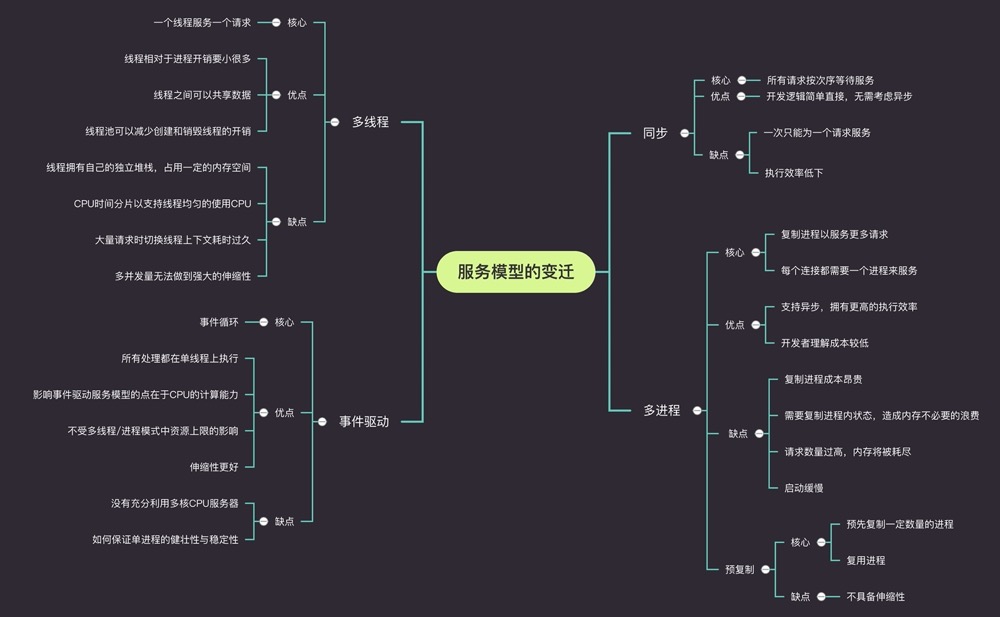 服务模型的变迁
同步
核心
所有请求按次序等待服务
优点
开发逻辑简单直接，无需考虑异步
缺点
一次只能为一个请求服务
执行效率低下
多进程
核心
复制进程以服务更多请求
每个连接都需要一个进程来服务
优点
支持异步，拥有更高的执行效率
开发者理解成本较低
缺点
复制进程成本昂贵
需要复制进程内状态，造成内存不必要的浪费
请求数量过高，内存将被耗尽
启动缓慢
预复制
核心
预先复制一定数量的进程
复用进程
缺点
不具备伸缩性
多线程
核心
一个线程服务一个请求
优点
线程相对于进程开销要小很多
线程之间可以共享数据
线程池可以减少创建和销毁线程的开销
缺点
线程拥有自己的独立堆栈，占用一定的内存空间
CPU时间分片以支持线程均匀的使用CPU
大量请求时切换线程上下文耗时过久
多并发量无法做到强大的伸缩性
事件驱动
核心
事件循环
优点
所有处理都在单线程上执行
影响事件驱动服务模型的点在于CPU的计算能力
不受多线程/进程模式中资源上限的影响
伸缩性更好
缺点
没有充分利用多核CPU服务器
如何保证单进程的健壮性与稳定性